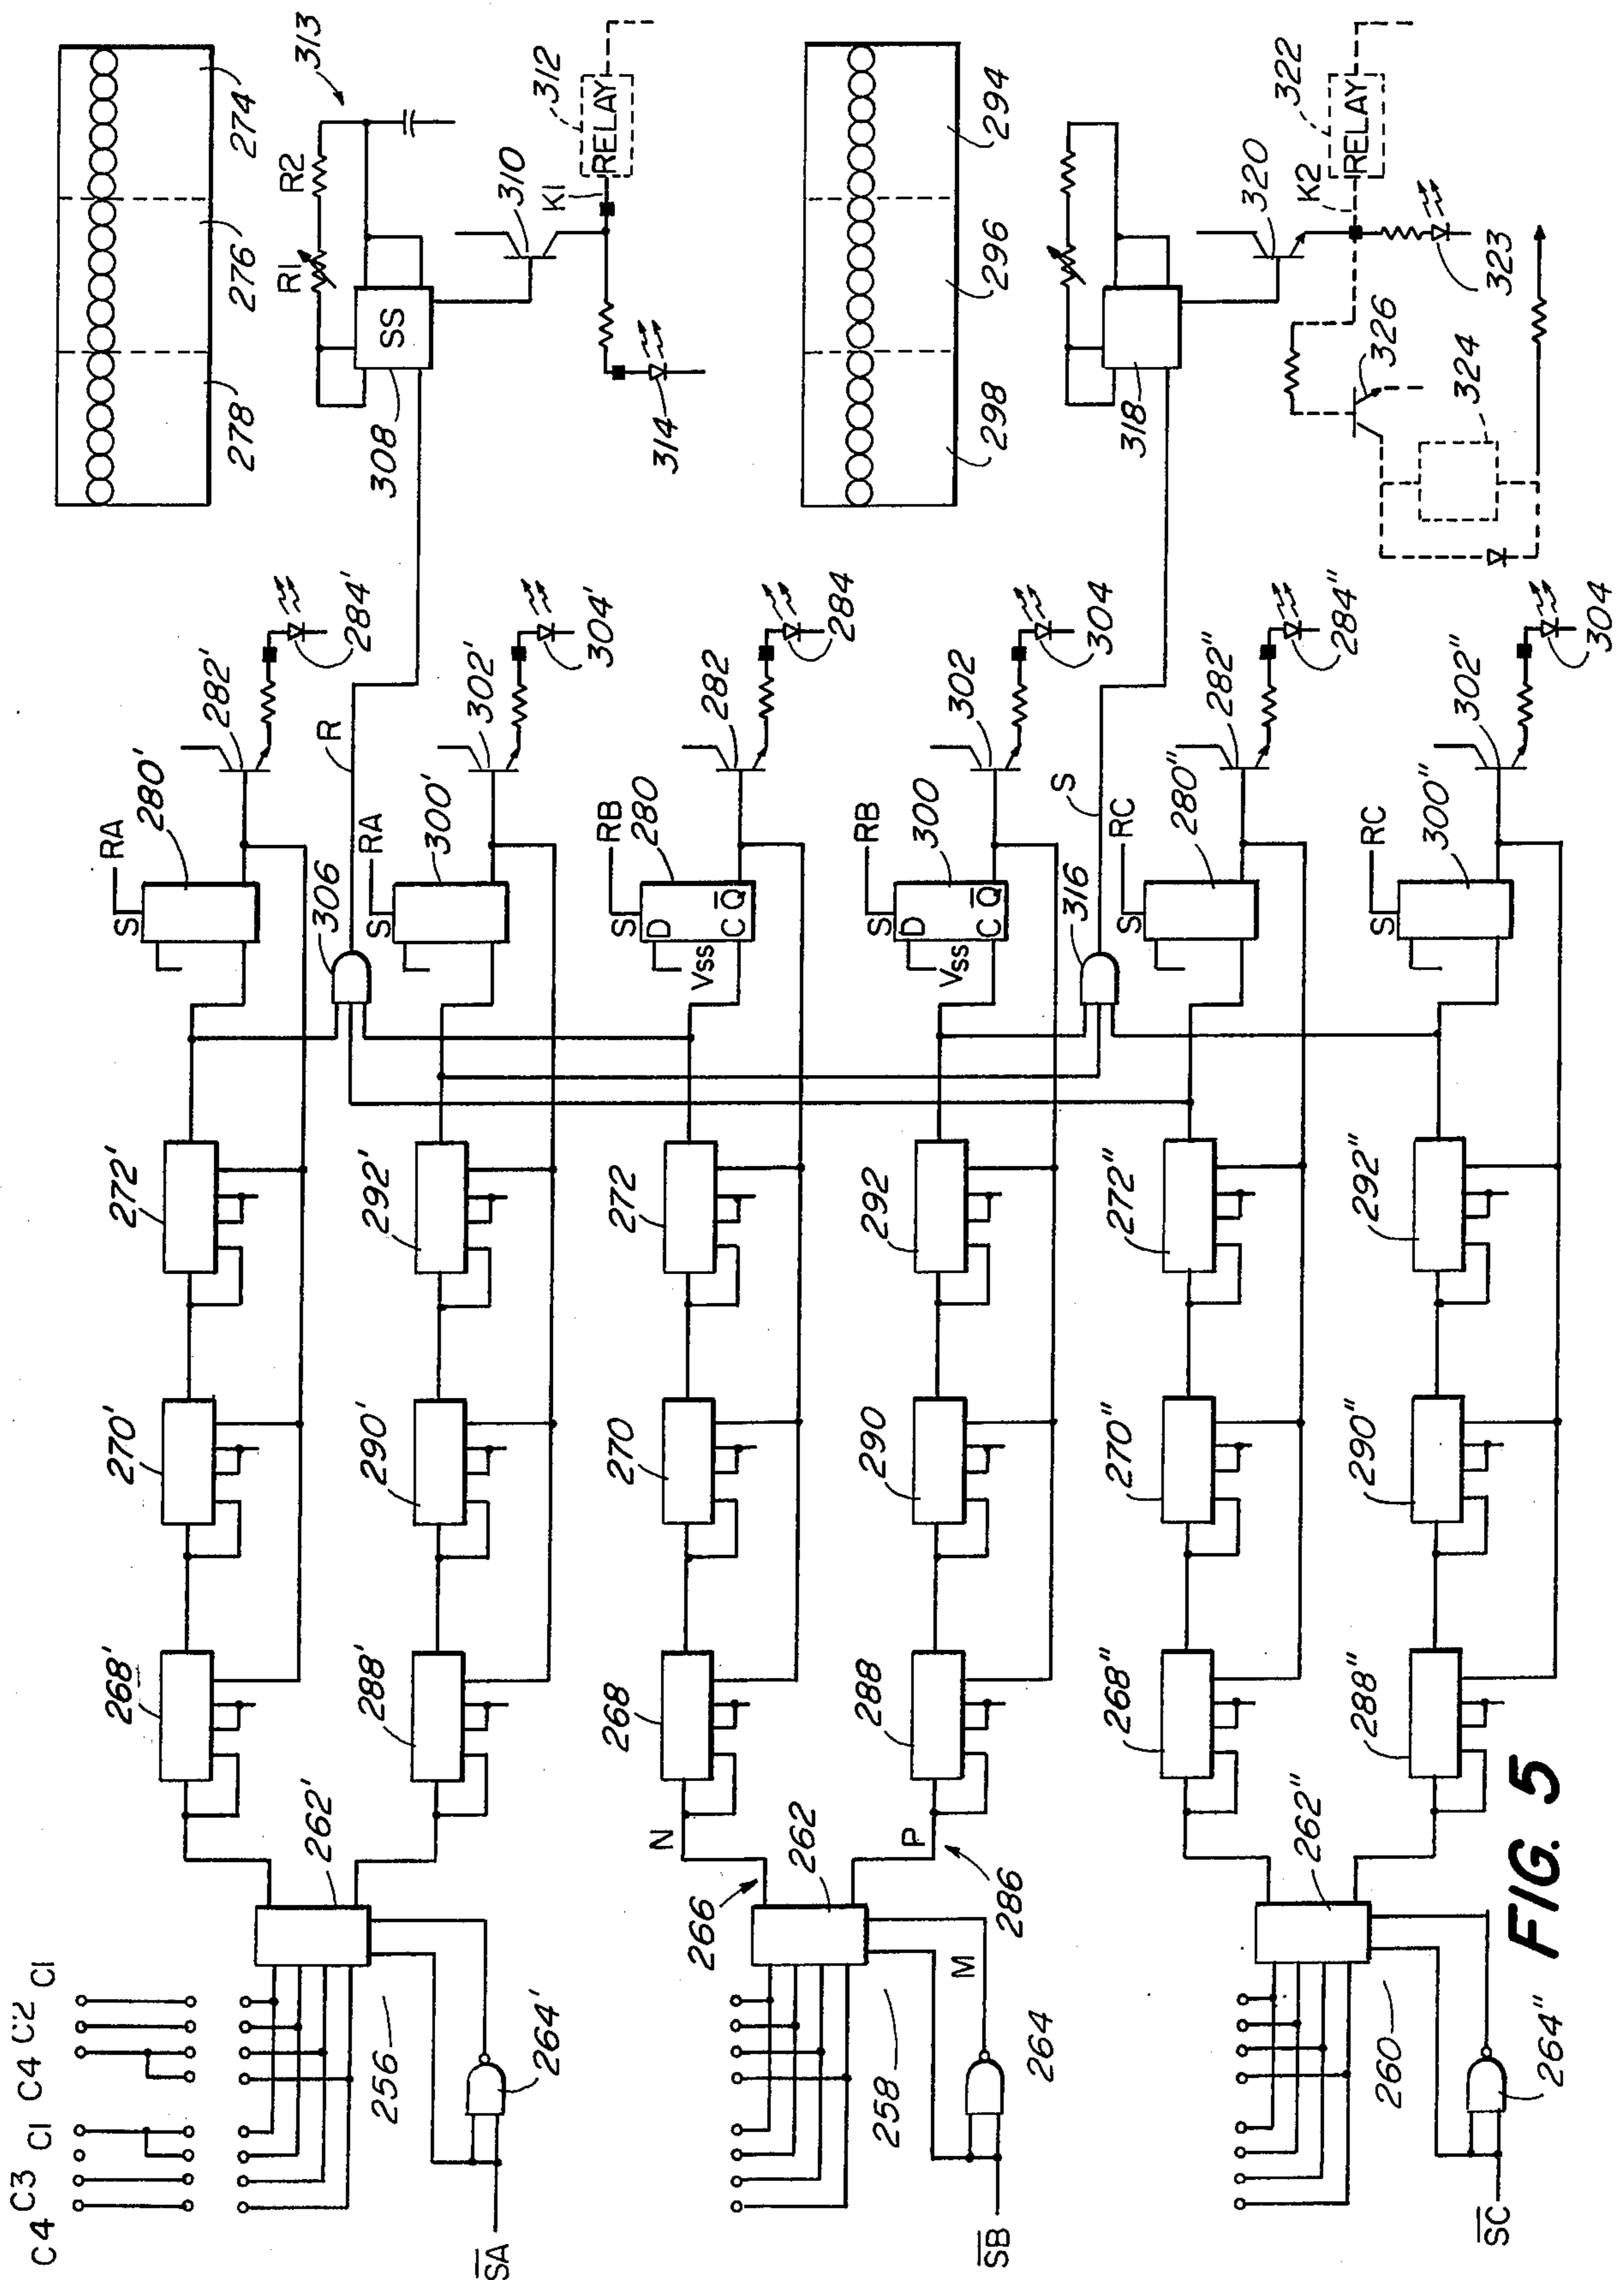 C4 C3 C1 C4 C2 C1
268' 270' 272' S RA 280' 282' 284'
262' 256 264' SA
288' 290' 292' 306 S RA 300' R 302' 304'
278 276' 274
R1 R2 313
SS 308 310 K1 RELAY 312
314
N 268 270 272 S RB 280 282 284
D C Q Vss
266 262 258 M 264 SB
P 286 288 290 292 S RB 300 302 304
D C Q Vss
316 S
298 296 294
318 320 K2 RELAY 322
326 323 324
268" 270" 272" S RC 280" 282" 284"
262" 260 264" SC
288" 290" 292" S RC 300" 302" 304
FIG. 5